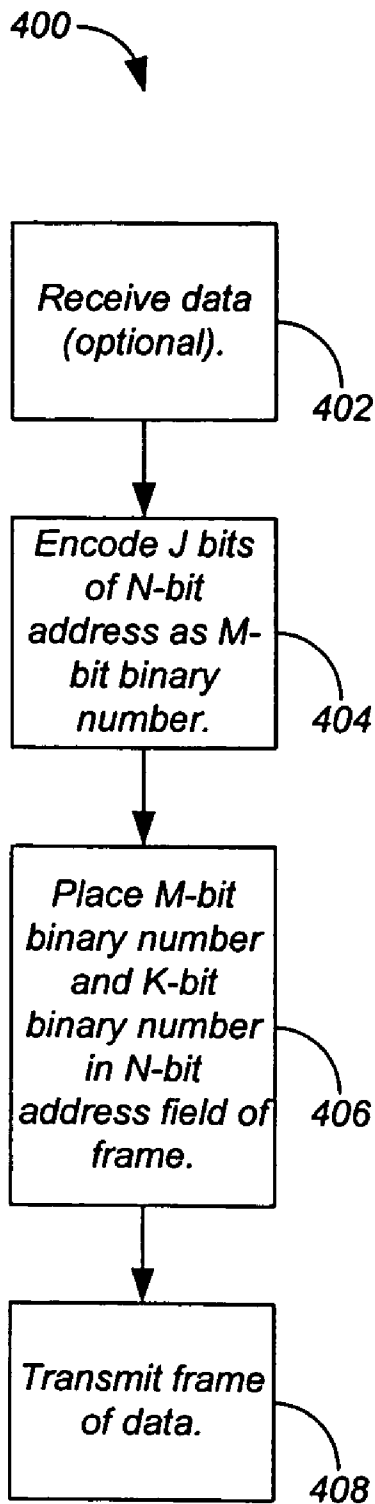 400
Receive data
(optional).
402
Encode J bits
of N-bit
address as M-
bit binary
number.
404
Place M-bit
binary number
and K-bit
binary number
in N-bit
address field of
frame.
406
Transmit frame
of data.
408